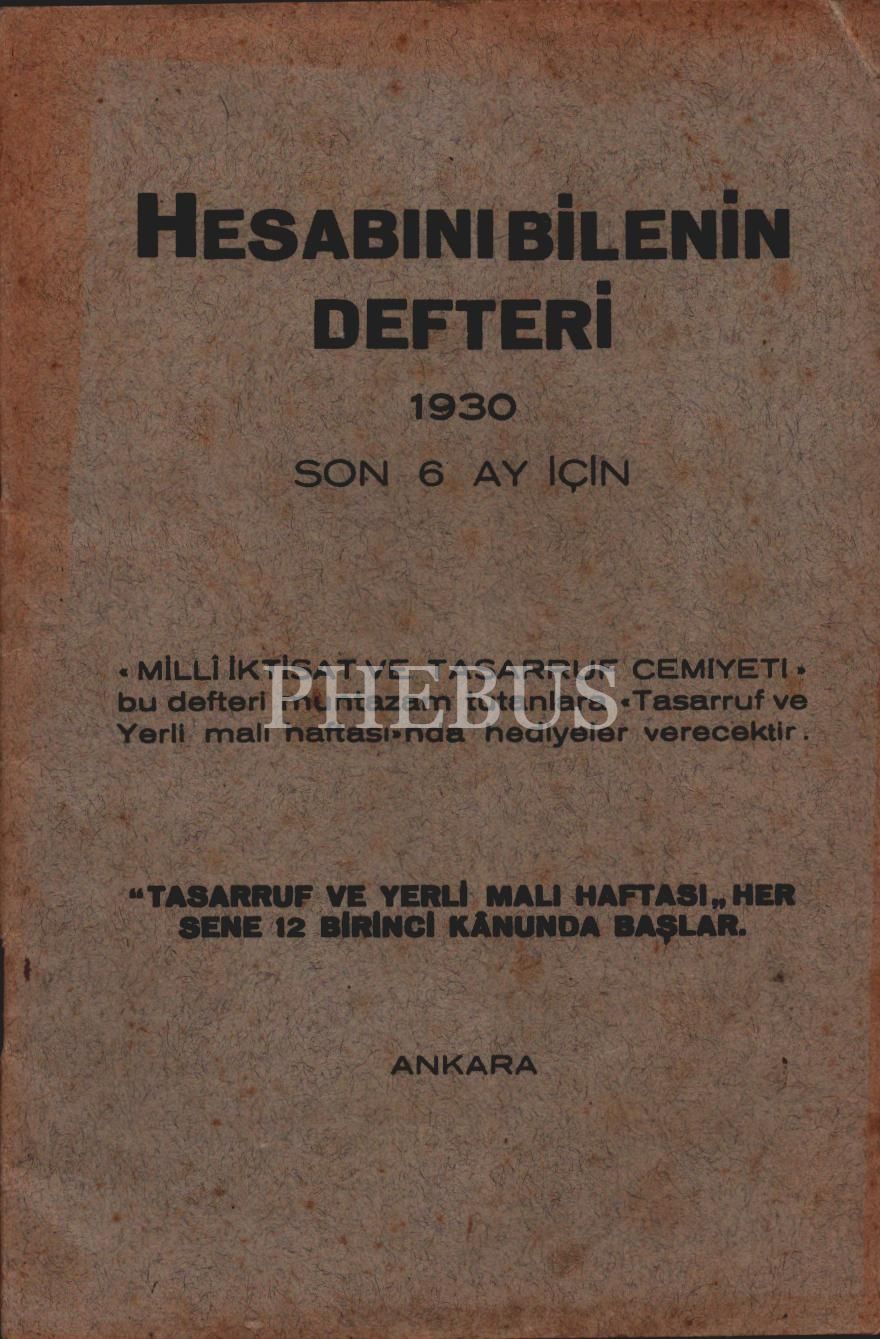 HESABINI BİLENİN
DEFTERİ
1930
SON 6 AY İÇİN
« MİLLÎ İKTİSAT VE TASARRUF CEMIYETI »
bu defteri muntazam tutanlara «Tasarruf ve
Yerli malı haftası»nda hediyeler verecektir.
PHEBUS
“TASARRUF VE YERLİ MALI HAFTASI„ HER
SENE 12 BİRİNCİ KÂNUNDA BAŞLAR.
ANKARA